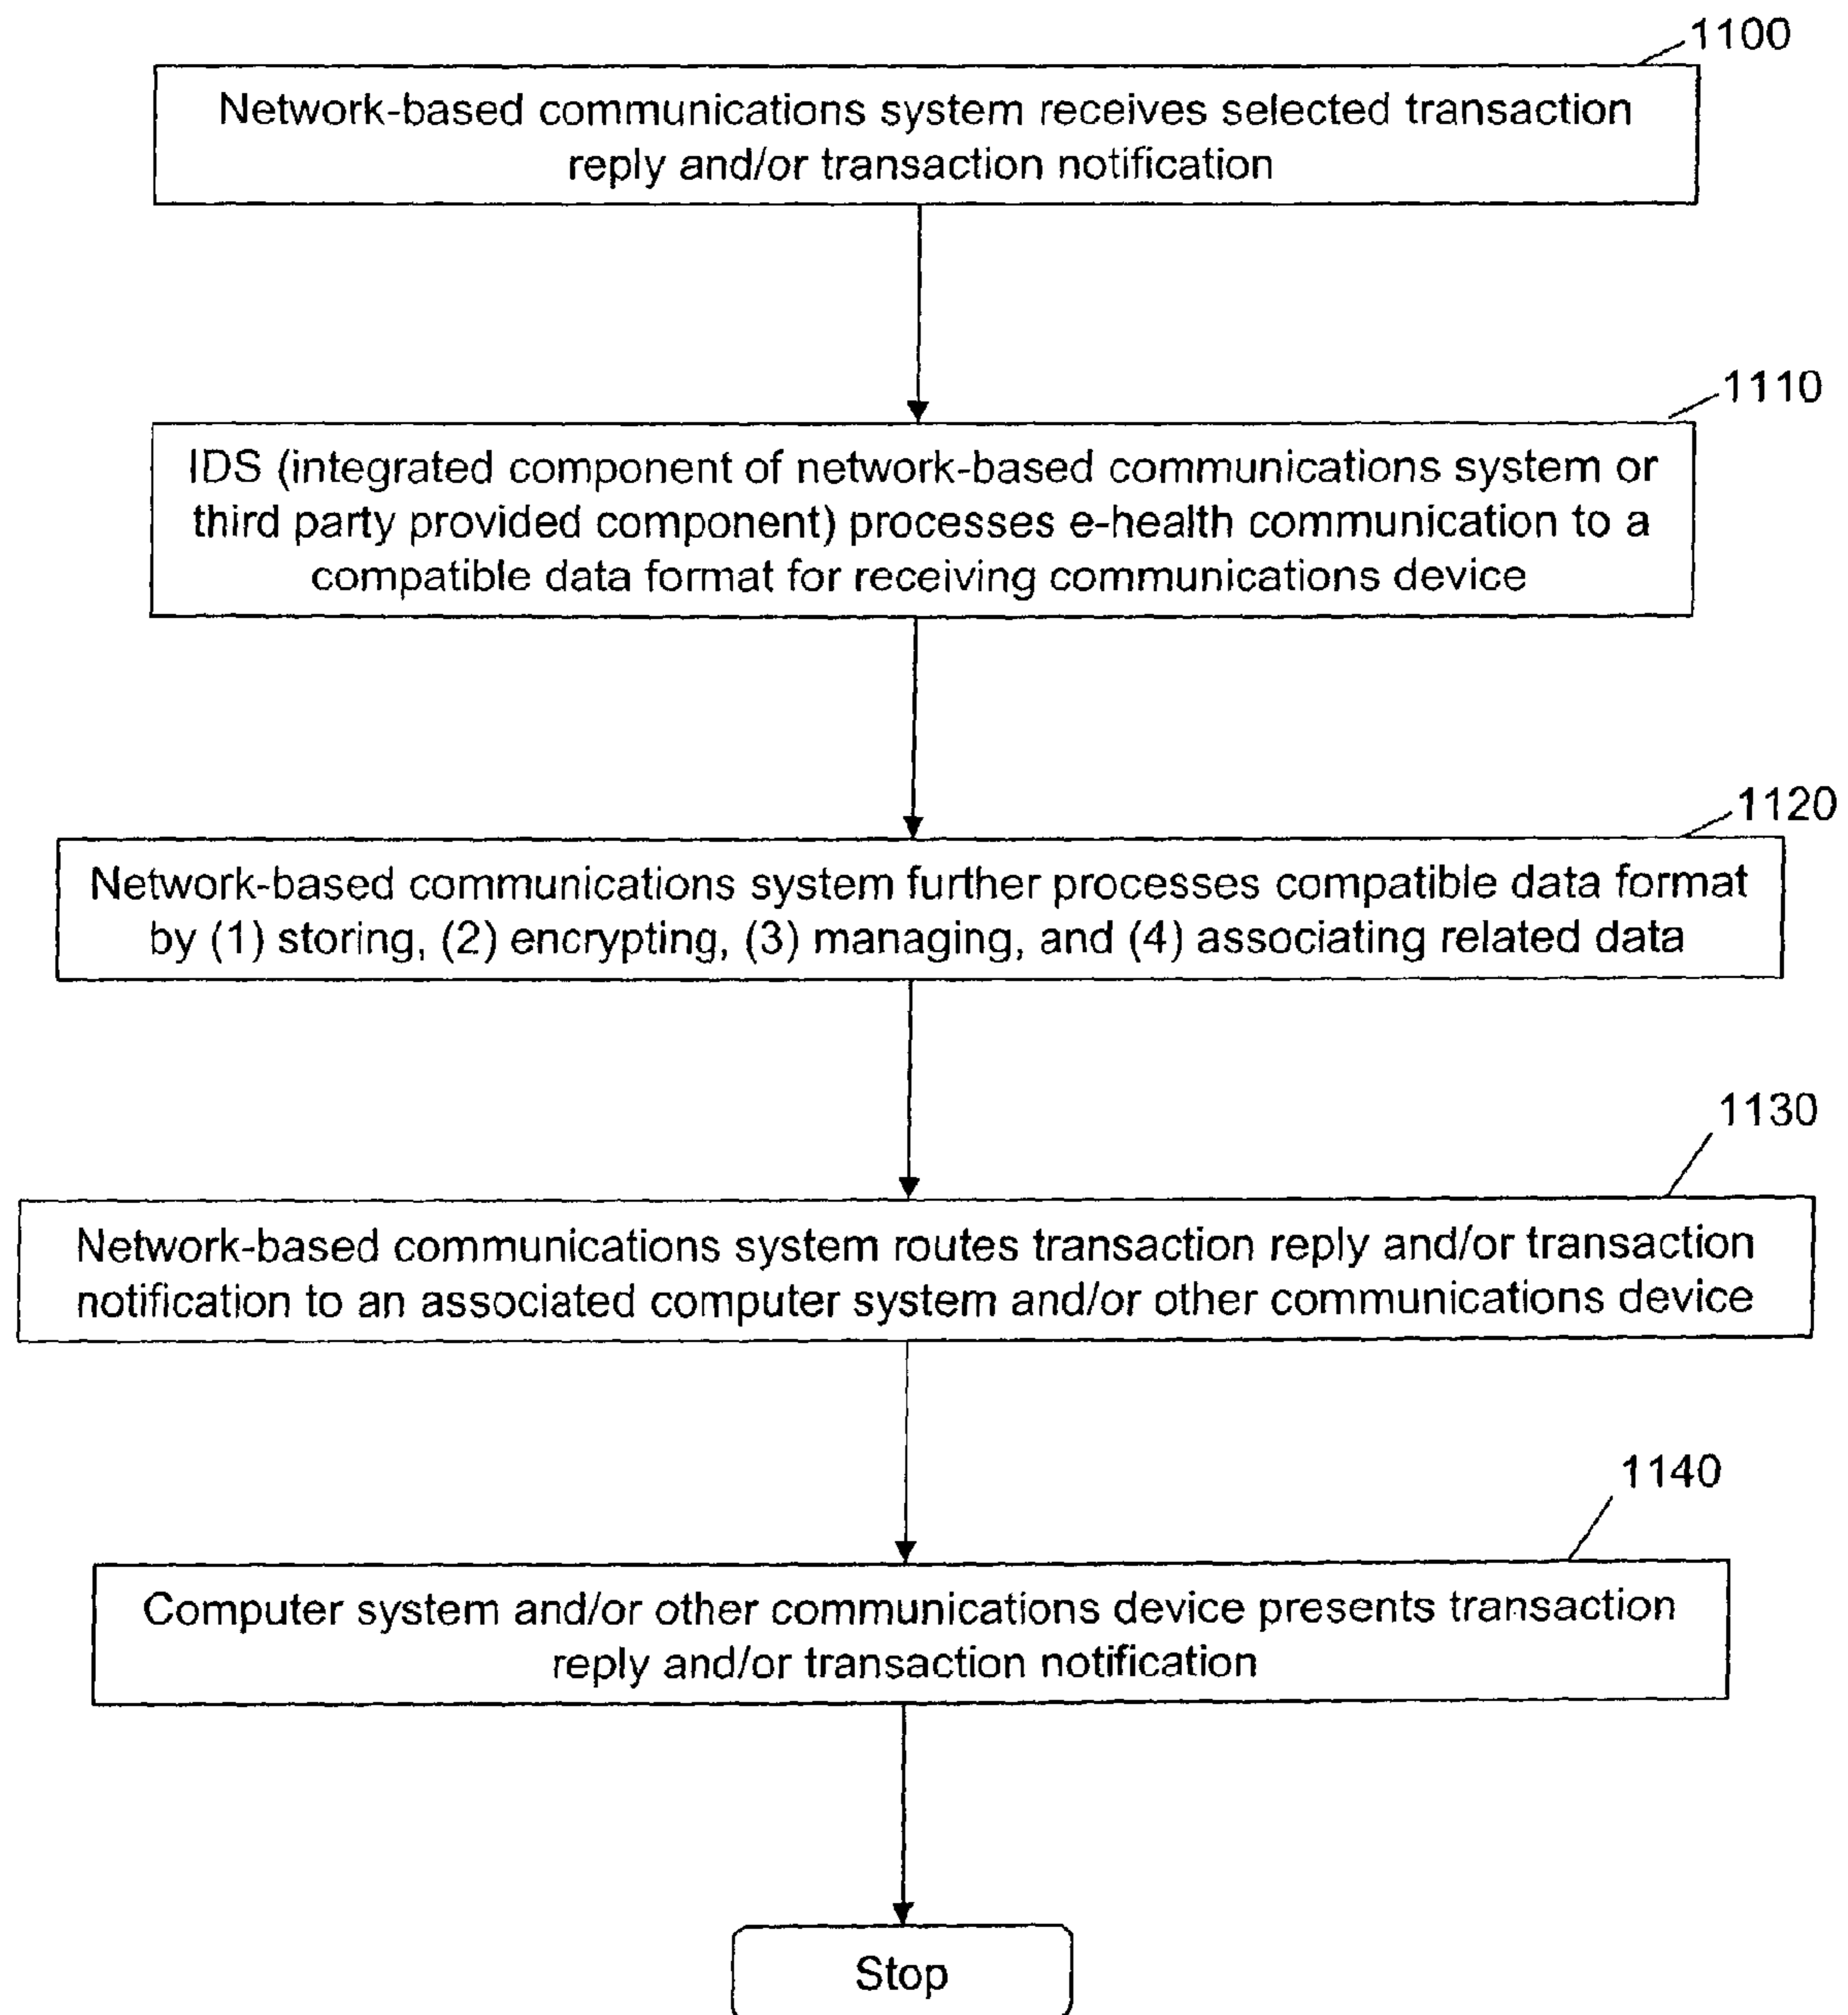 1100
Network-based communications system receives selected transaction
reply and/or transaction notification
1110
IDS (integrated component of network-based communications system or
third party provided component) processes e-health communication to a
compatible data format for receiving communications device
1120
Network-based communications system further processes compatible data format
by (1) storing, (2) encrypting, (3) managing, and (4) associating related data
1130
Network-based communications system routes transaction reply and/or transaction
notification to an associated computer system and/or other communications device
1140
Computer system and/or other communications device presents transaction
reply and/or transaction notification
Stop